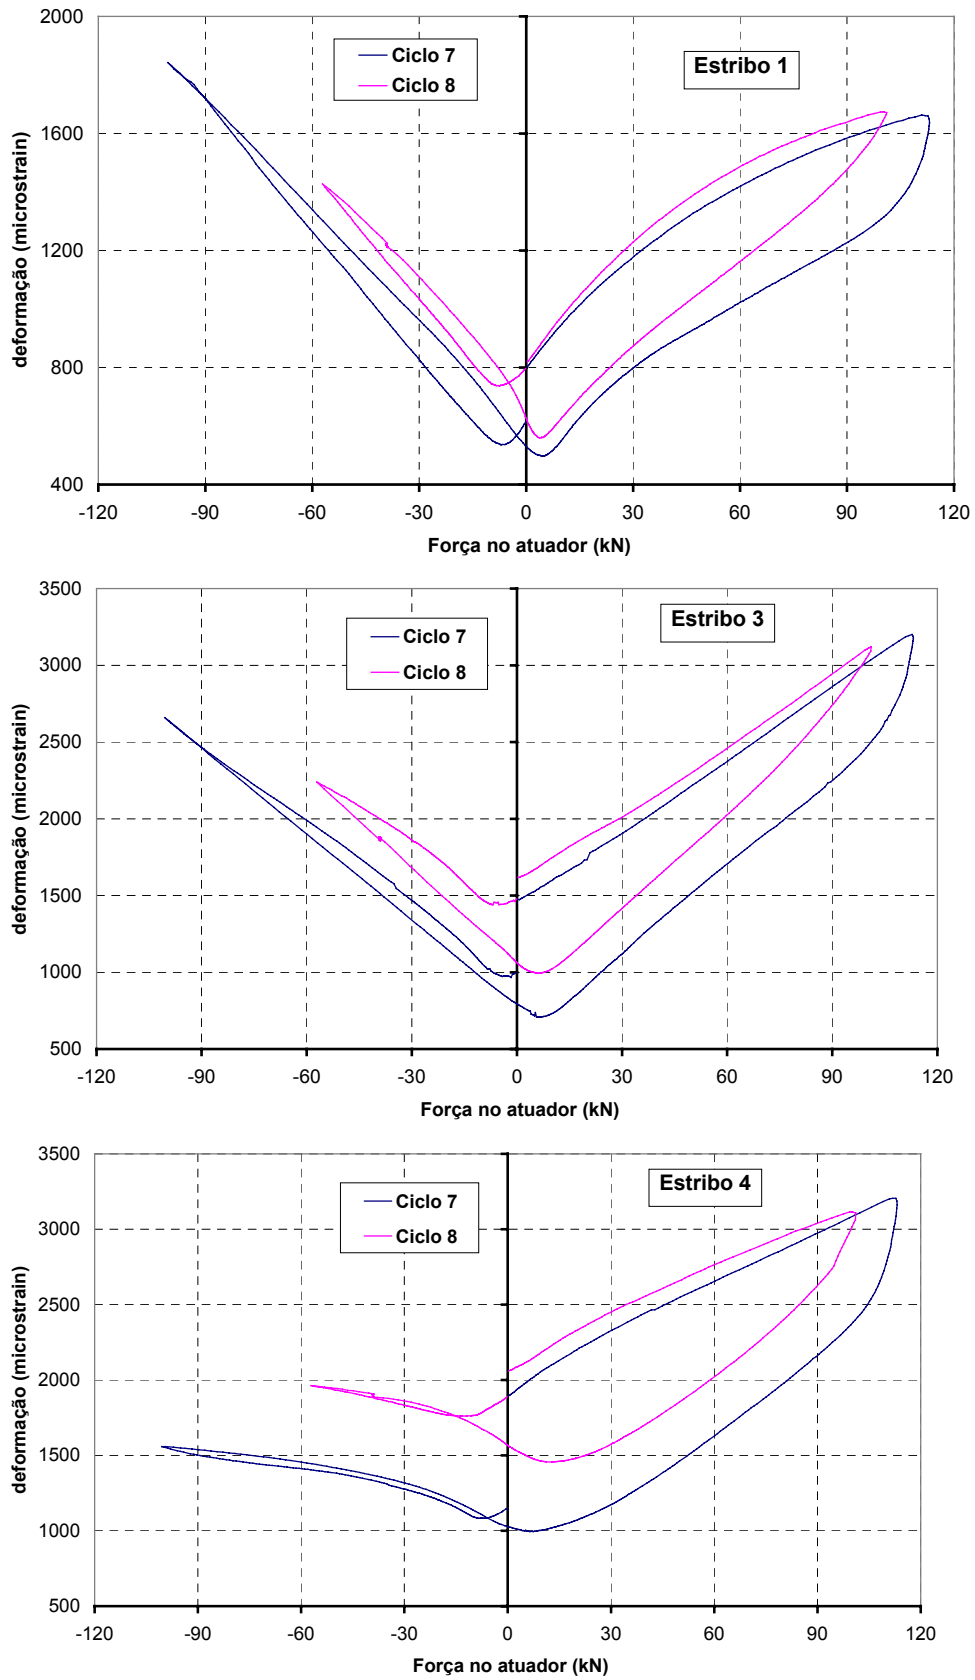 2000
1600
1200
800
400
deformação (microstrain)
Ciclo 7
Ciclo 8
Estribo 1
-120 -90 -60 -30 0 30 60 90 120
Força no atuador (kN)
3500
3000
2500
2000
1500
1000
500
deformação (microstrain)
Ciclo 7
Ciclo 8
Estribo 3
-120 -90 -60 -30 0 30 60 90 120
Força no atuador (kN)
3500
3000
2500
2000
1500
1000
500
deformação (microstrain)
Ciclo 7
Ciclo 8
Estribo 4
-120 -90 -60 -30 0 30 60 90 120
Força no atuador (kN)